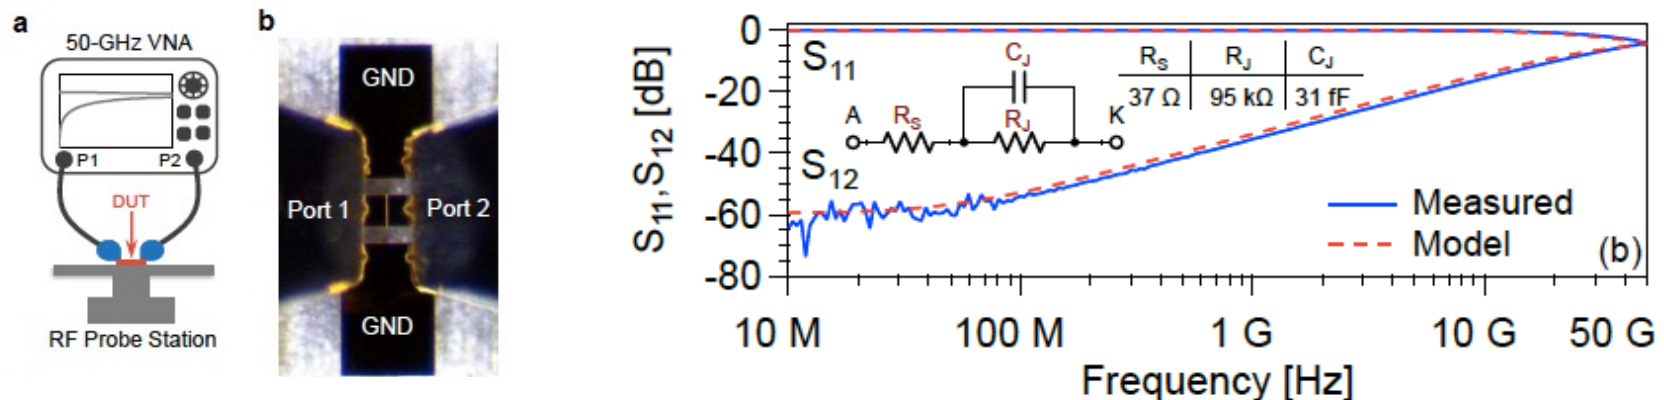 a
50-GHz VNA
P1 P2
DUT
RF Probe Station
b
GND
Port 1 Port 2
GND
S11,S12 [dB]
0
-20
-40
-60
-80
S11
S12
A
RS
CJ
RJ
K
RS RJ CJ
37 Ω 95 kΩ 31 fF
Measured
Model
(b)
10 M 100 M 1 G 10 G 50 G
Frequency [Hz]